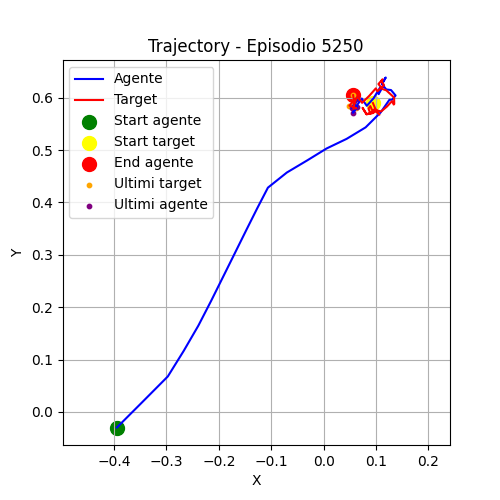 Trajectory - Episodio 5250
Agente
Target
Start agente
Start target
End agente
Ultimi target
Ultimi agente
0.6
0.5
0.4
0.3
0.2
0.1
0.0
Y
−0.4 −0.3 −0.2 −0.1 0.0 0.1 0.2
X